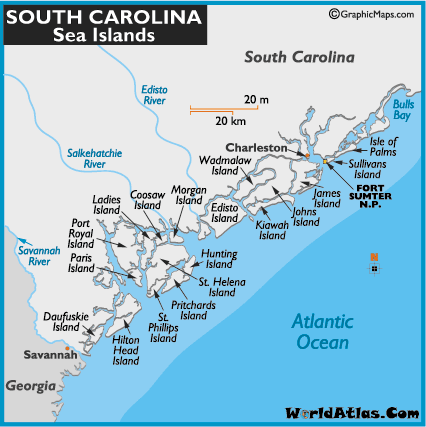 SOUTH CAROLINA
Sea Islands
©GraphicMaps.com
Edisto
River
20 m
20 km
South Carolina
Bulls
Bay
Charleston
Isle of
Palms
Salkehatchie
River
Wadmalaw
Island
Sullivans
Island
FORT
SUMTER
N.P.
Morgan
Island
Coosaw
Island
Ladies
Island
James
Island
Johns
Island
Edisto
Island
Kiawah
Island
Port
Royal
Island
Savannah
River
Paris
Island
Hunting
Island
St. Helena
Island
Pritchards
Island
St.
Phillips
Island
Daufuskie
Island
Hilton
Head
Island
Savannah
Georgia
Atlantic
Ocean
WorldAtlas.Com